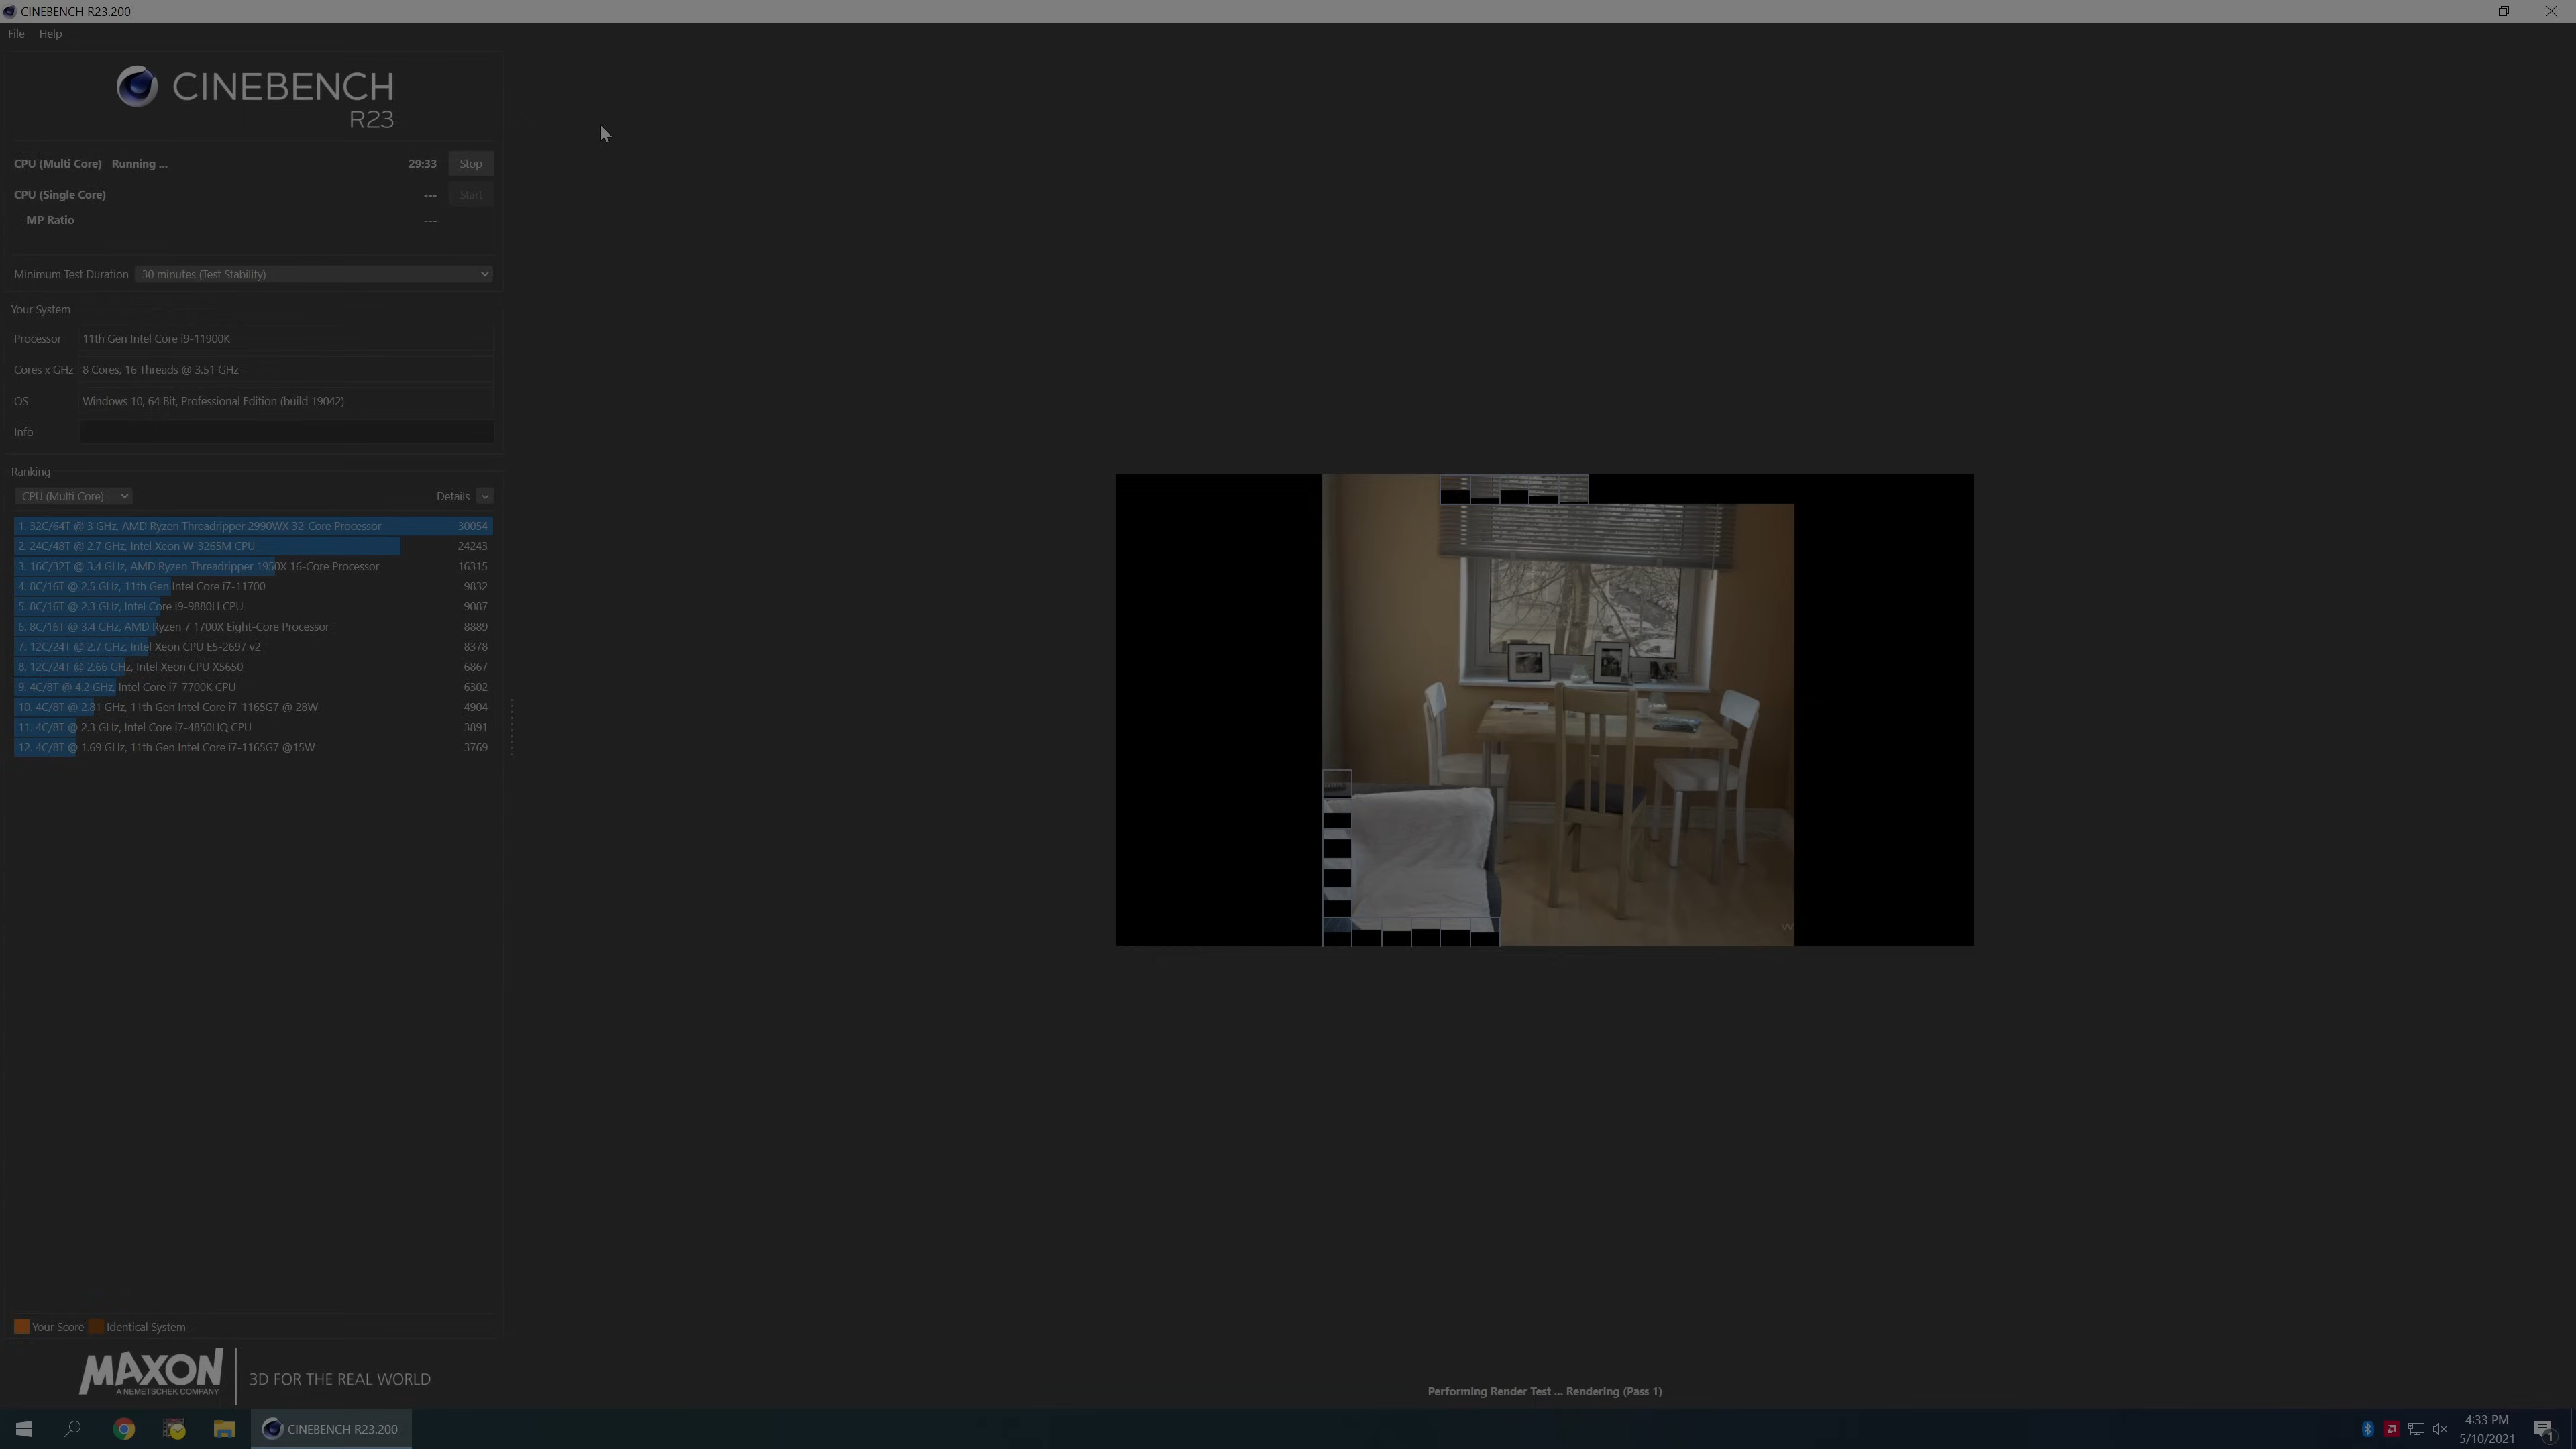 CINEBENCH R23.200
File Help
CINEBENCH
R23
CPU (Multi Core) Running ... 29:33 Stop
CPU (Single Core) --- Start
MP Ratio ---
Minimum Test Duration 30 minutes (Test Stability)
Your System
Processor 11th Gen Intel Core i9-11900K
Cores x GHz 8 Cores, 16 Threads @ 3.51 GHz
OS Windows 10, 64 Bit, Professional Edition (build 19042)
Info
Ranking
CPU (Multi Core) Details
1. 32C/64T @ 3 GHz, AMD Ryzen Threadripper 2990WX 32-Core Processor 30054
2. 24C/48T @ 2.7 GHz, Intel Xeon W-3265M CPU 24243
3. 16C/32T @ 3.4 GHz, AMD Ryzen Threadripper 1950X 16-Core Processor 16315
4. 8C/16T @ 2.5 GHz, 11th Gen Intel Core i7-11700 9832
5. 8C/16T @ 2.3 GHz, Intel Core i9-9880H CPU 9087
6. 8C/16T @ 3.4 GHz, AMD Ryzen 7 1700X Eight-Core Processor 8889
7. 12C/24T @ 2.7 GHz, Intel Xeon CPU E5-2697 v2 8378
8. 12C/24T @ 2.66 GHz, Intel Xeon CPU X5650 6867
9. 4C/8T @ 4.2 GHz, Intel Core i7-7700K CPU 6302
10. 4C/8T @ 2.81 GHz, 11th Gen Intel Core i7-1165G7 @ 28W 4904
11. 4C/8T @ 2.3 GHz, Intel Core i7-4850HQ CPU 3891
12. 4C/8T @ 1.69 GHz, 11th Gen Intel Core i7-1165G7 @15W 3769
Your Score Identical System
MAXON
A NEMETSCHEK COMPANY
3D FOR THE REAL WORLD
Performing Render Test ... Rendering (Pass 1)
CINEBENCH R23.200
4:33 PM
5/10/2021
1